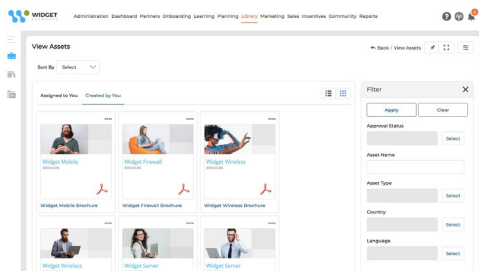 WIDGET
Administration Dashboard Partners Onboarding Learning Planning Library Marketing Sales Incentives Community Reports
View Assets
Back / View Assets
Sort By Select
Assigned to You Created by You
Filter
Apply Clear
Approval Status
Select
Asset Name
Asset Type
Select
Country
Select
Language
Select
Widget Mobile
BROCHURE
Widget Firewall
BROCHURE
Widget Wireless
BROCHURE
Widget Mobile Brochure
Widget Firewall Brochure
Widget Wireless Brochure
Widget Wireless
Widget Server
Widget Server